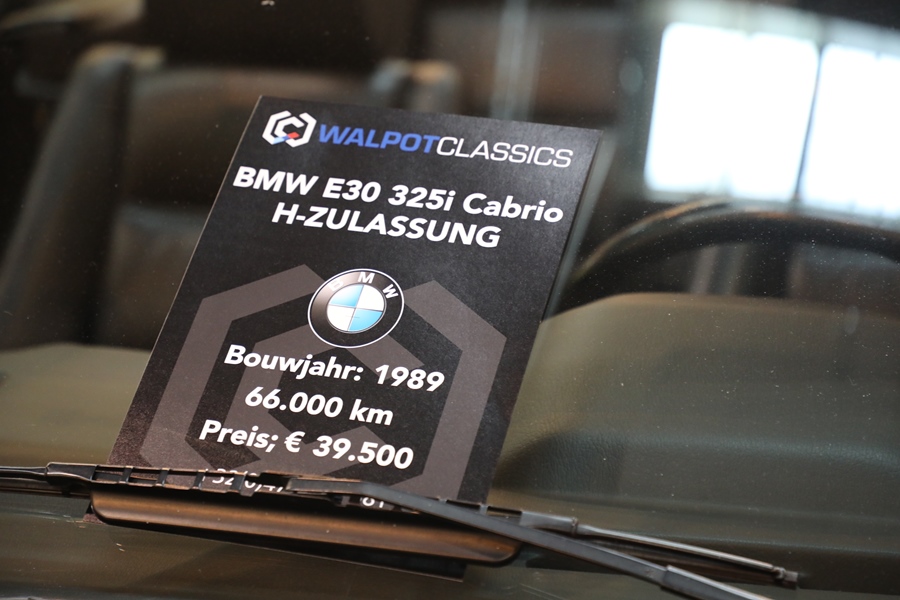 WALPOTCLASSICS
BMW E30 325i Cabrio
H-ZULASSUNG
BMW
Bouwjahr: 1989
66.000 km
Preis; € 39.500